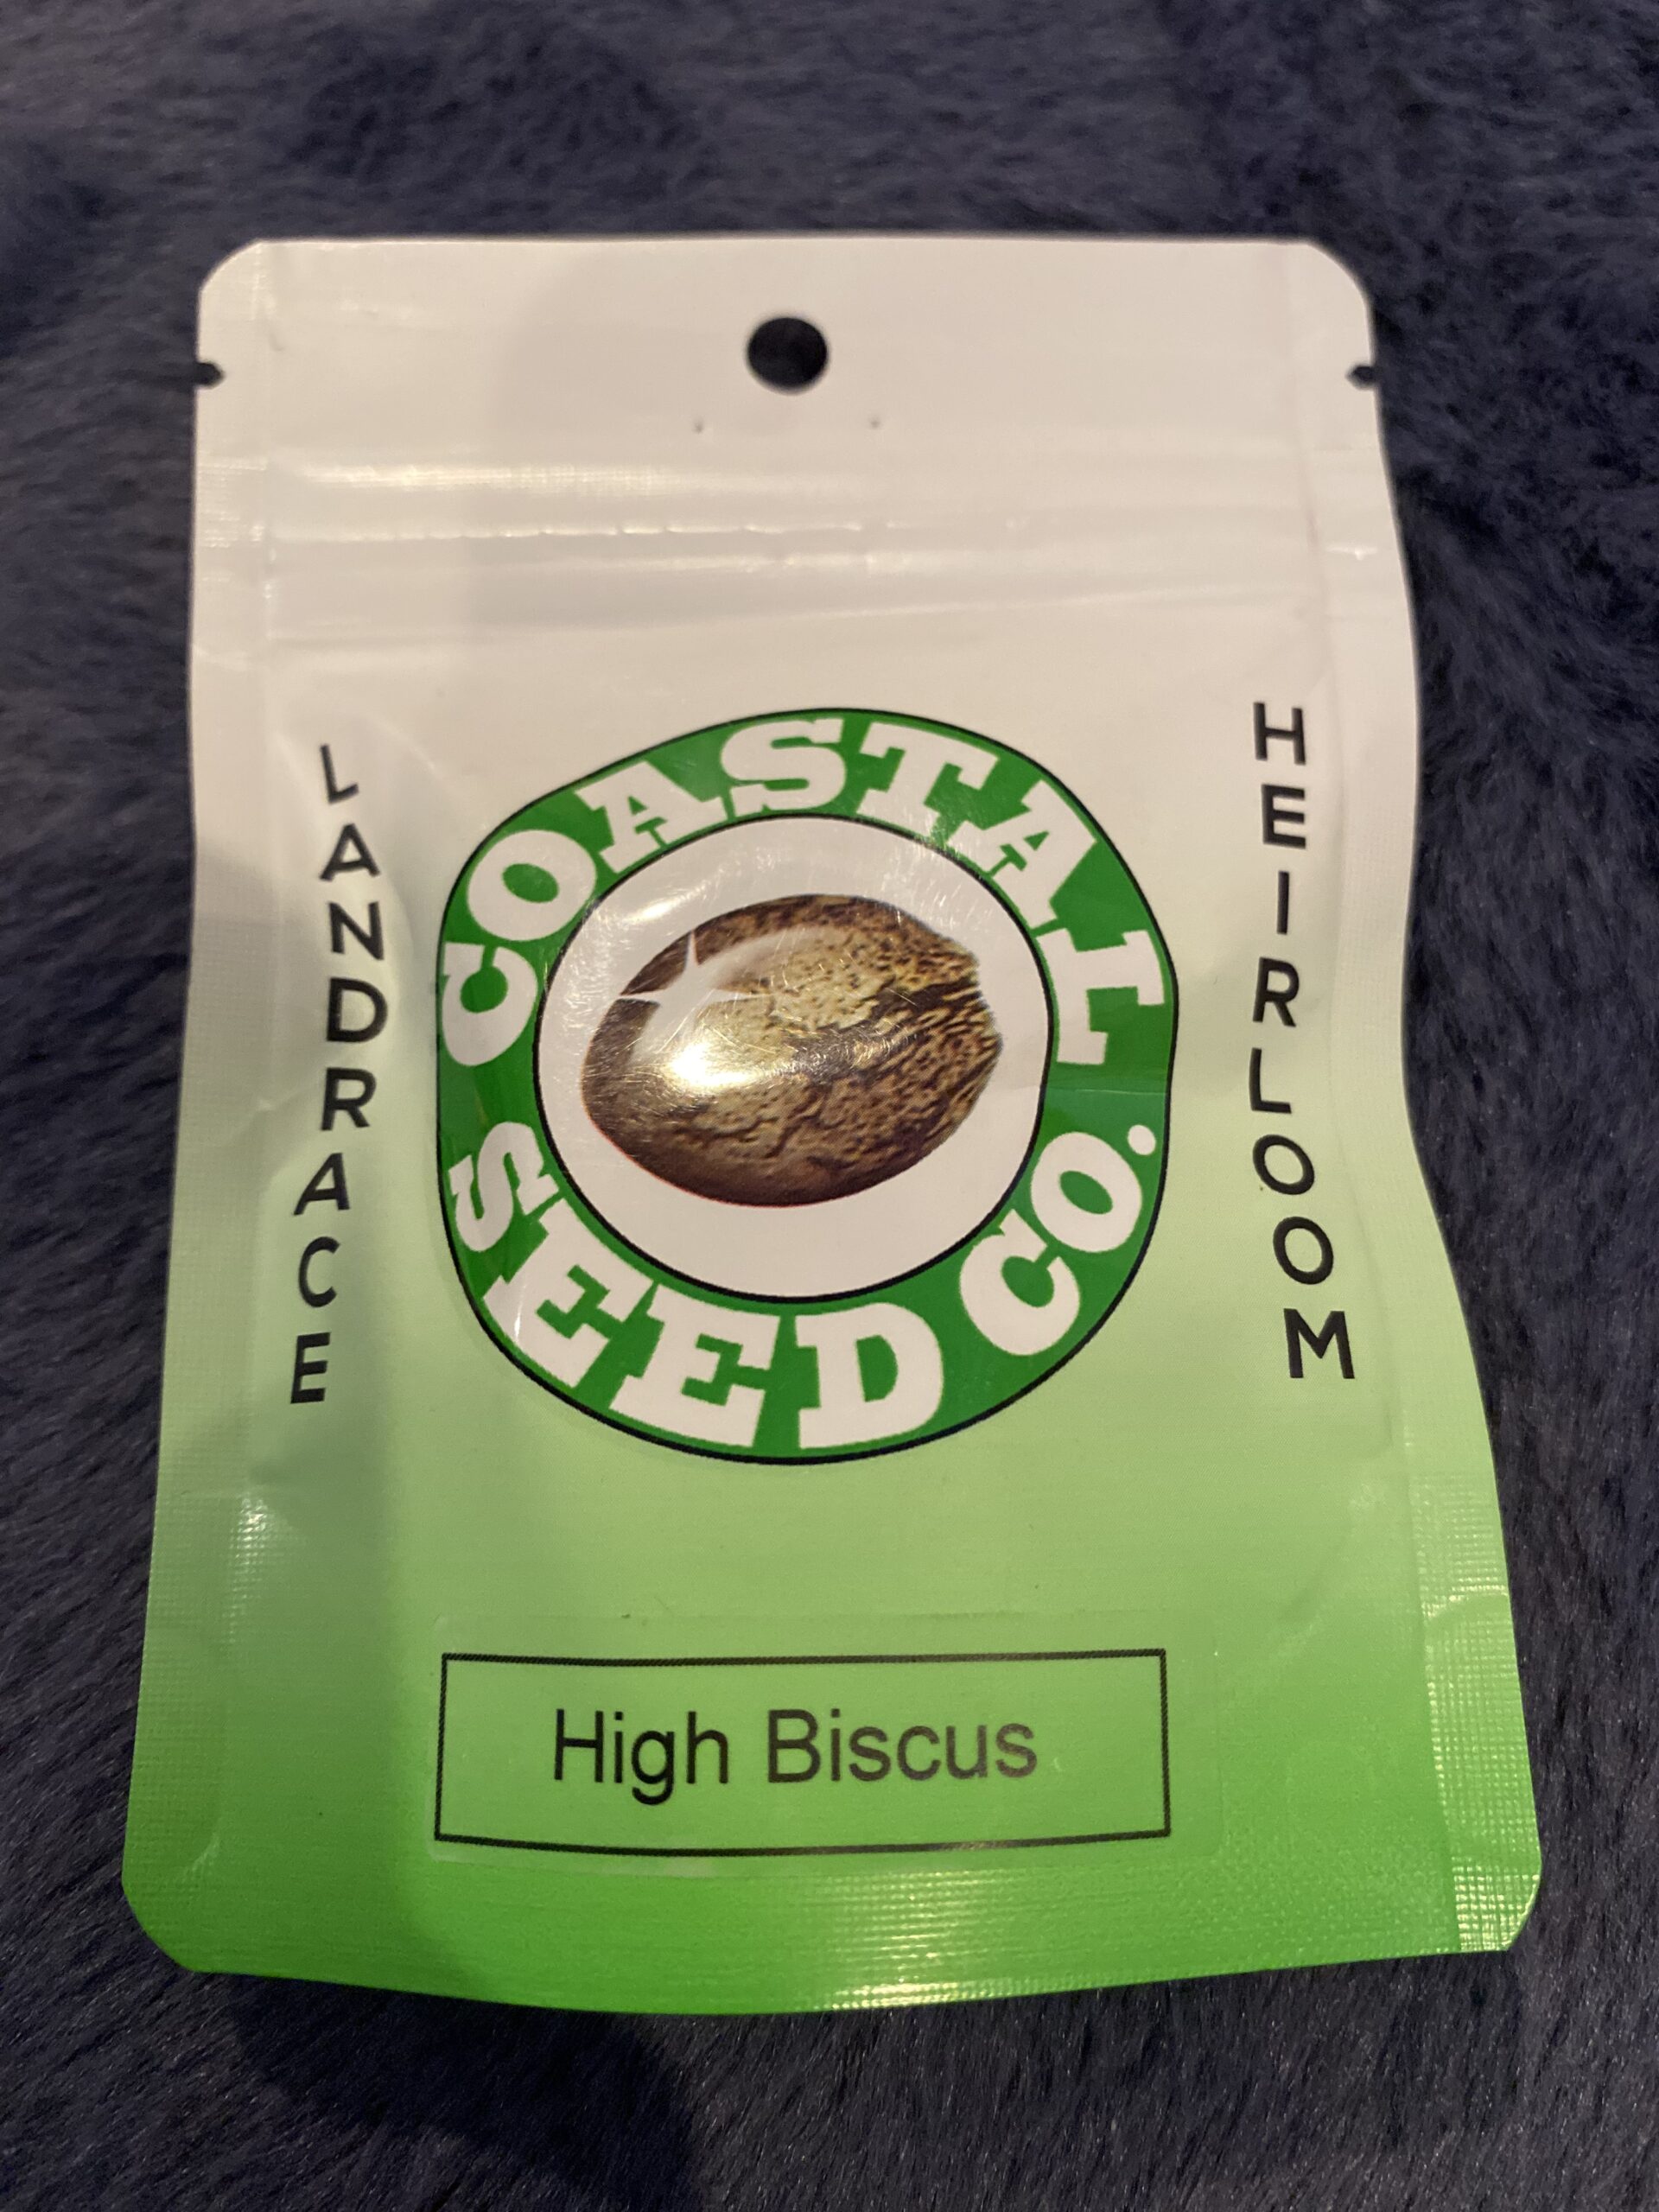 LANDRACE
COASTAL
SEED CO.
HEIRLOOM
High Biscus